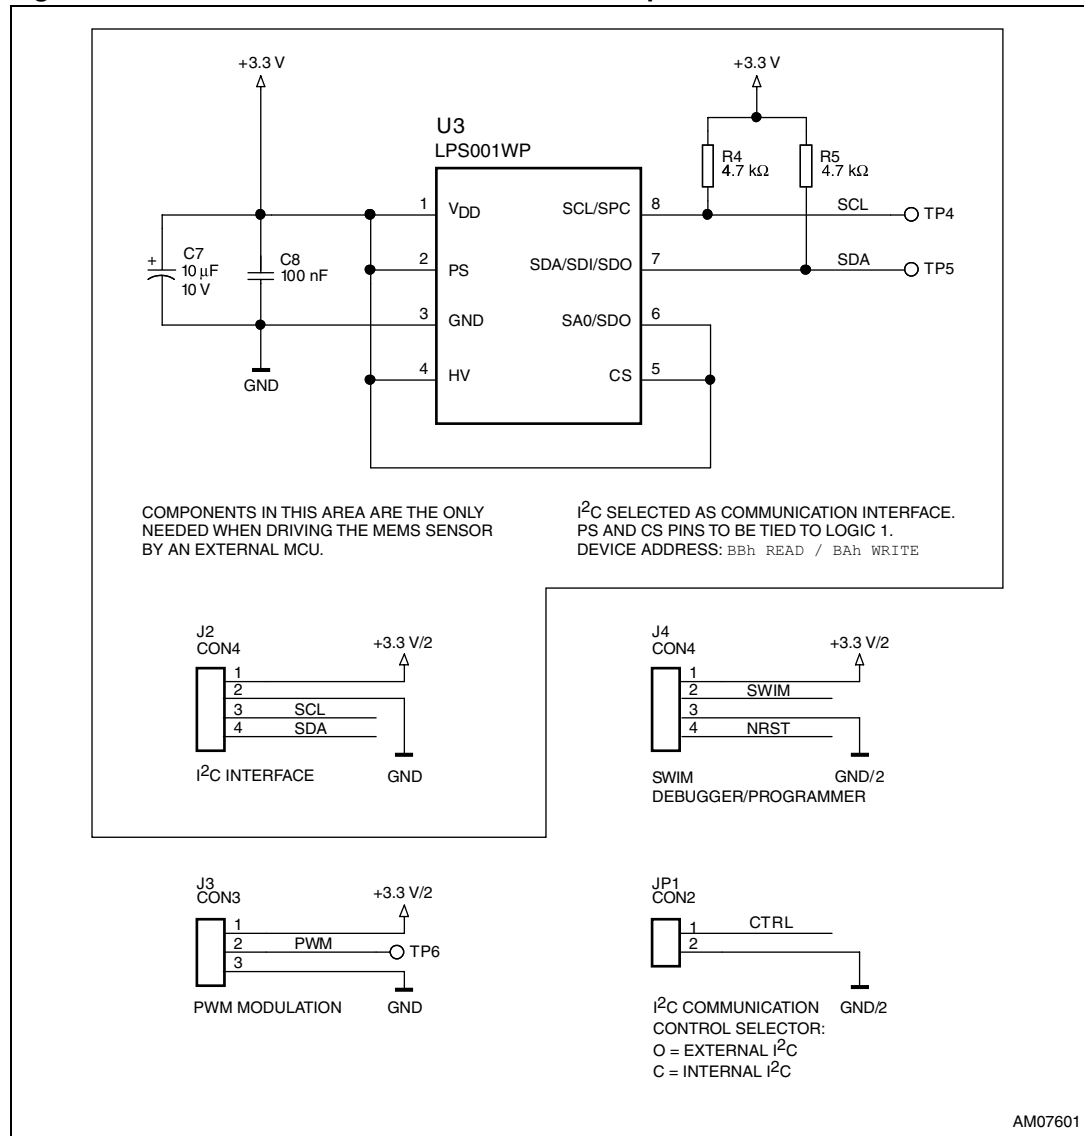 +3.3 V
+3.3 V
U3
LPS001WP
R4
4.7 kΩ
R5
4.7 kΩ
1
VDD
SCL/SPC
8
SCL
TP4
+
C7
10 µF
10 V
C8
100 nF
2
PS
SDA/SDI/SDO
7
SDA
TP5
3
GND
SA0/SDO
6
4
HV
CS
5
GND
COMPONENTS IN THIS AREA ARE THE ONLY
NEEDED WHEN DRIVING THE MEMS SENSOR
BY AN EXTERNAL MCU.
I2C SELECTED AS COMMUNICATION INTERFACE.
PS AND CS PINS TO BE TIED TO LOGIC 1.
DEVICE ADDRESS: BBh READ / BAh WRITE
J2
CON4
+3.3 V/2
1
2
3
SCL
4
SDA
I2C INTERFACE
GND
J4
CON4
+3.3 V/2
1
2
SWIM
3
4
NRST
SWIM
DEBUGGER/PROGRAMMER
GND/2
J3
CON3
+3.3 V/2
1
2
PWM
TP6
3
PWM MODULATION
GND
JP1
CON2
1
CTRL
2
I2C COMMUNICATION
CONTROL SELECTOR:
O = EXTERNAL I2C
C = INTERNAL I2C
GND/2
AM07601